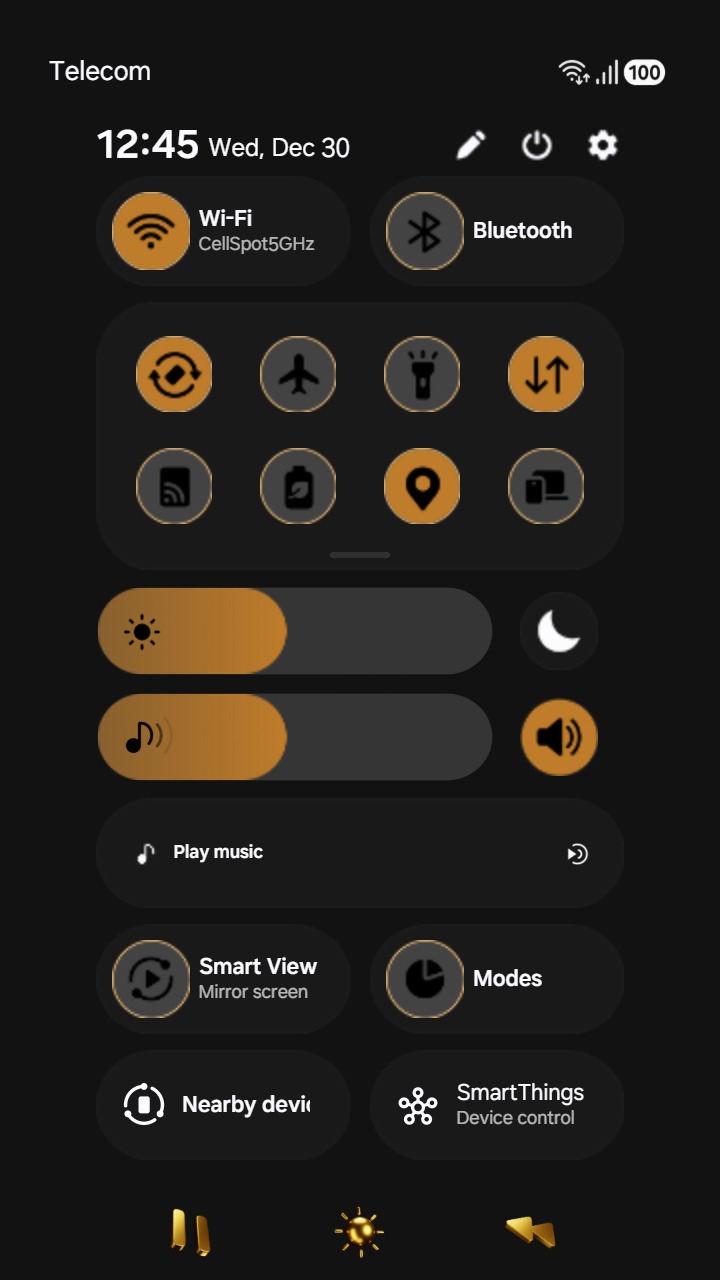 Telecom
100
12:45 Wed, Dec 30
Wi-Fi
CellSpot5GHz
Bluetooth
Play music
Smart View
Mirror screen
Modes
Nearby devi
SmartThings
Device control